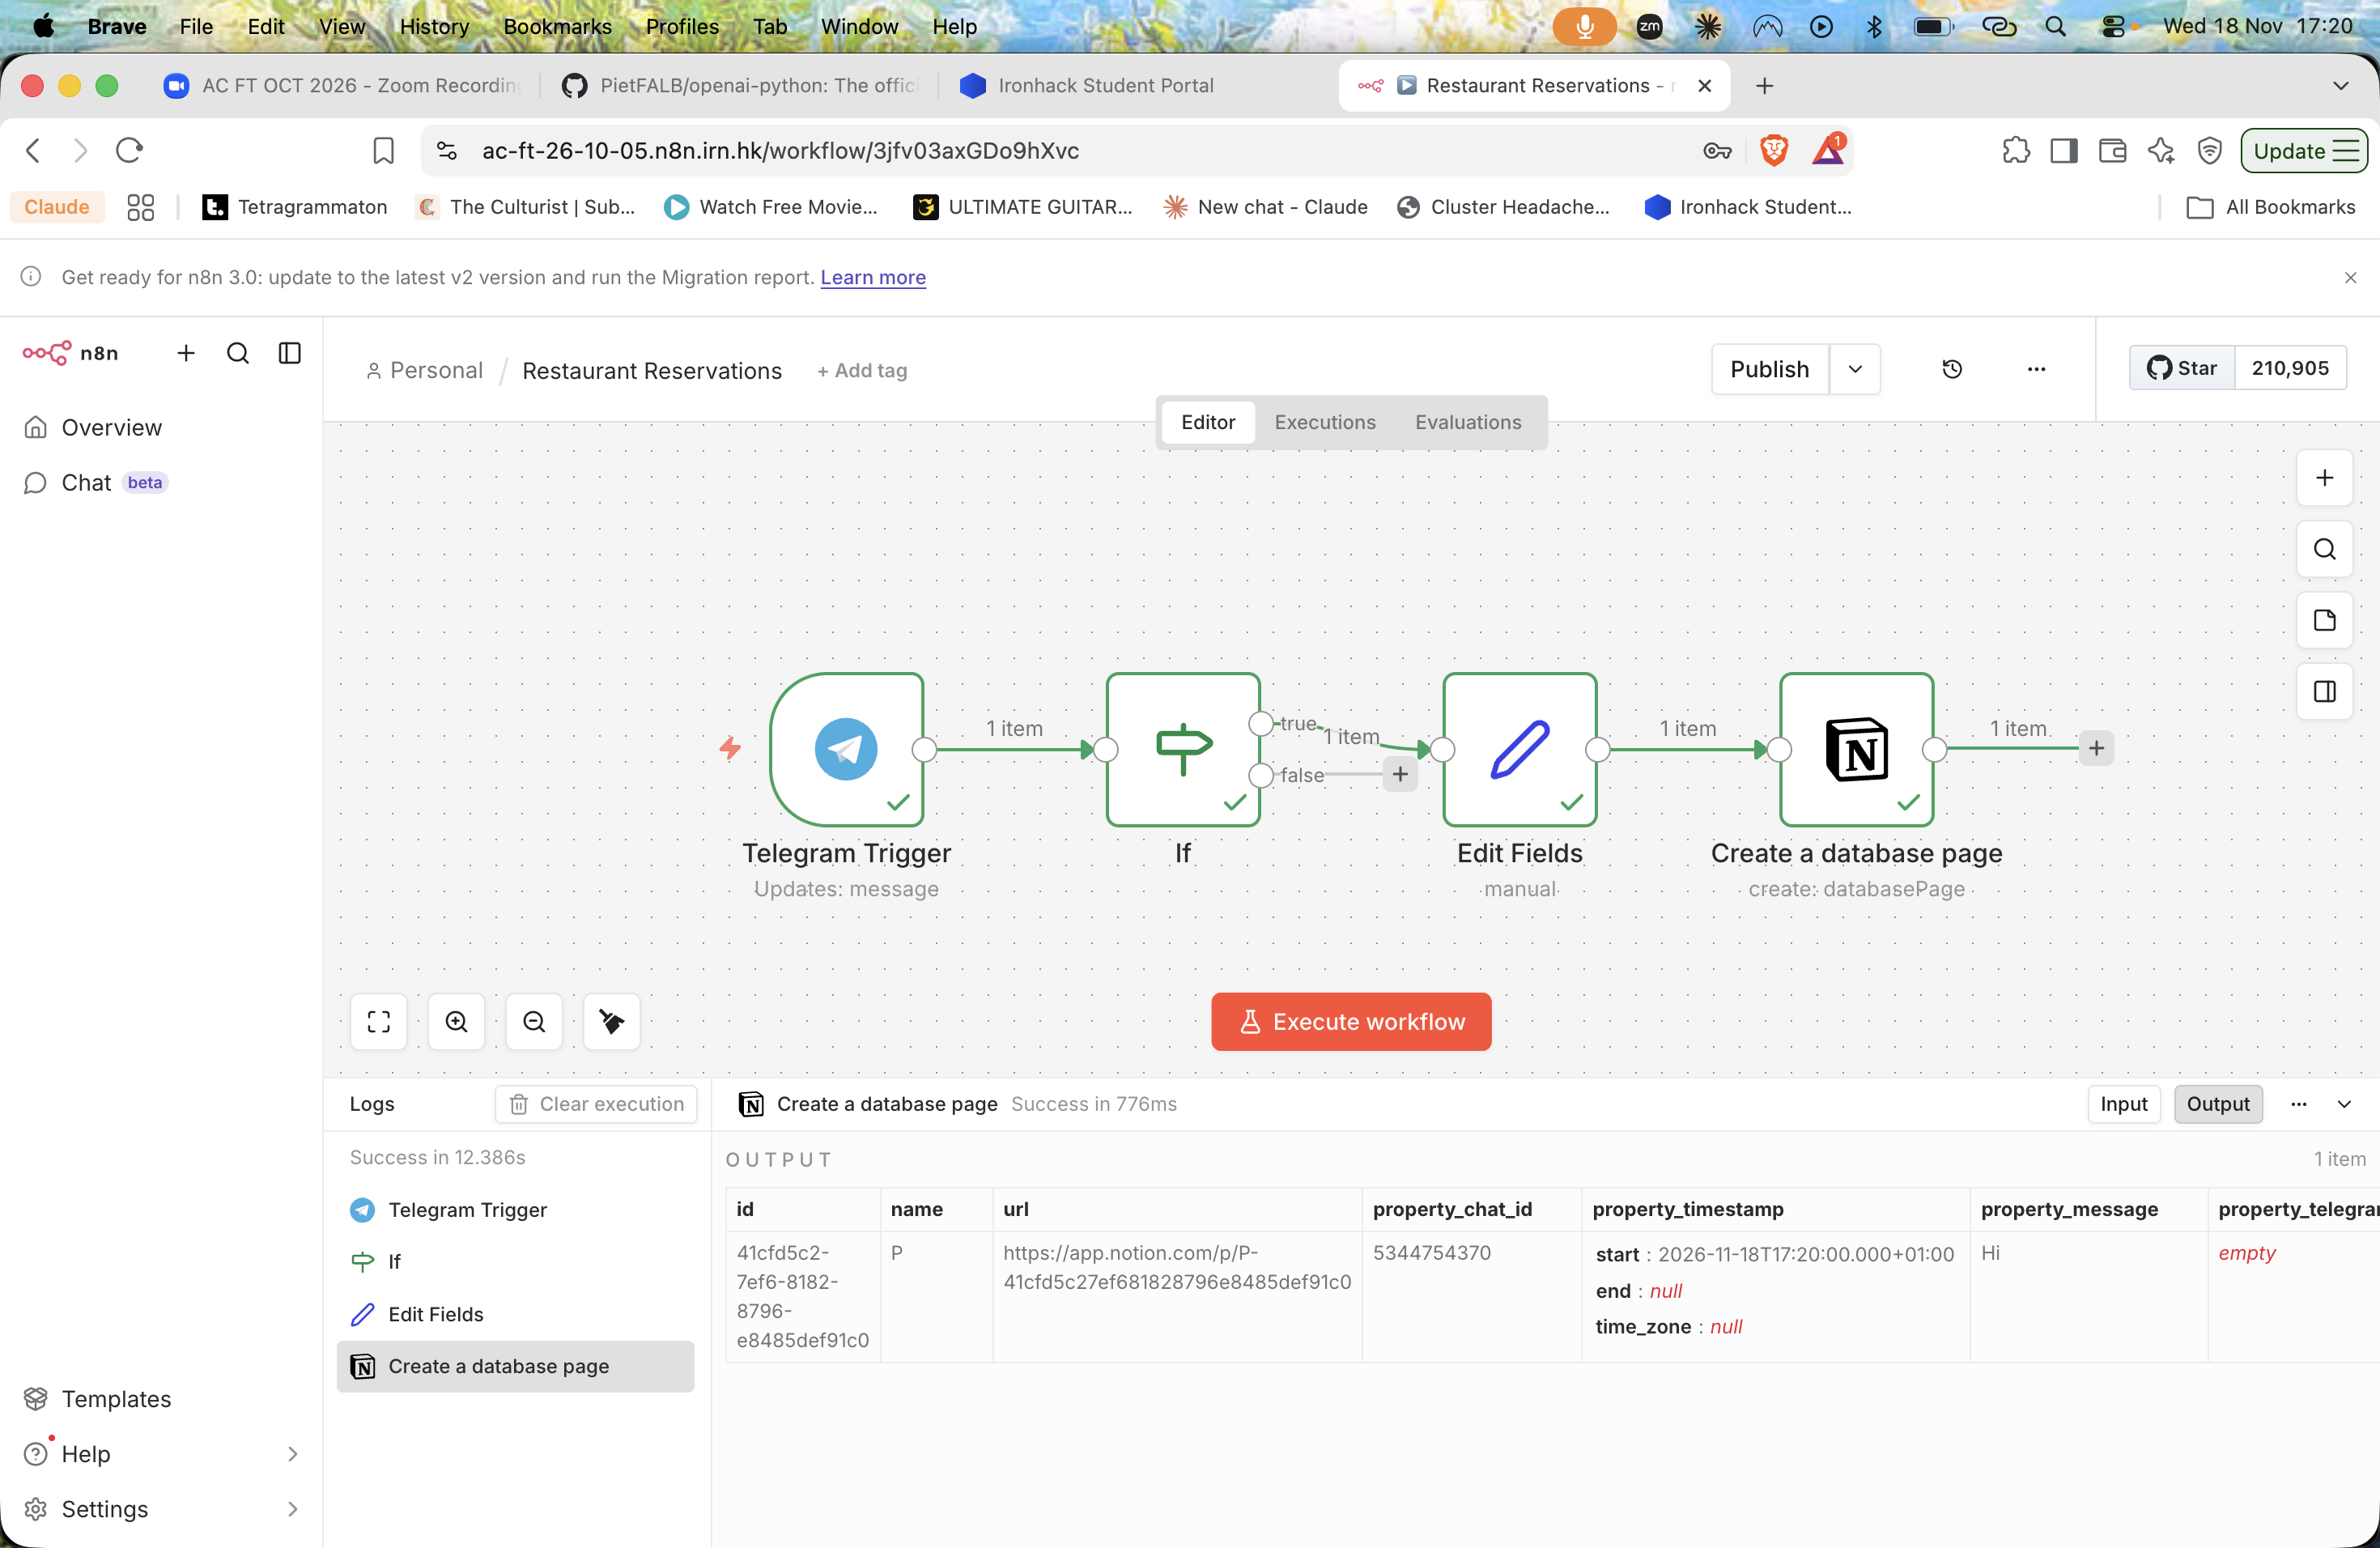 Brave File Edit View History Bookmarks Profiles Tab Window Help zm Wed 18 Nov 17:20
AC FT OCT 2026 - Zoom Recording PietFALB/openai-python: The offici Ironhack Student Portal Restaurant Reservations - n
ac-ft-26-10-05.n8n.irn.hk/workflow/3jfv03axGDo9hXvc 1 Update
Claude t. Tetragrammaton The Culturist | Sub... Watch Free Movie... ULTIMATE GUITAR... New chat - Claude Cluster Headache... Ironhack Student... All Bookmarks
Get ready for n8n 3.0: update to the latest v2 version and run the Migration report. Learn more
n8n
Personal / Restaurant Reservations + Add tag Publish Star 210,905
Editor Executions Evaluations
Overview
Chat beta
1 item true 1 item 1 item 1 item
false
Telegram Trigger If Edit Fields Create a database page
Updates: message manual create: databasePage
Execute workflow
Logs Clear execution Create a database page Success in 776ms Input Output
Success in 12.386s OUTPUT 1 item
Telegram Trigger
If
Edit Fields
Create a database page
id name url property_chat_id property_timestamp property_message property_telegra
41cfd5c2- P https://app.notion.com/p/P- 5344754370 start : 2026-11-18T17:20:00.000+01:00 Hi empty
7ef6-8182- 41cfd5c27ef681828796e8485def91c0 end : null
8796- time_zone : null
e8485def91c0
Templates
Help
Settings